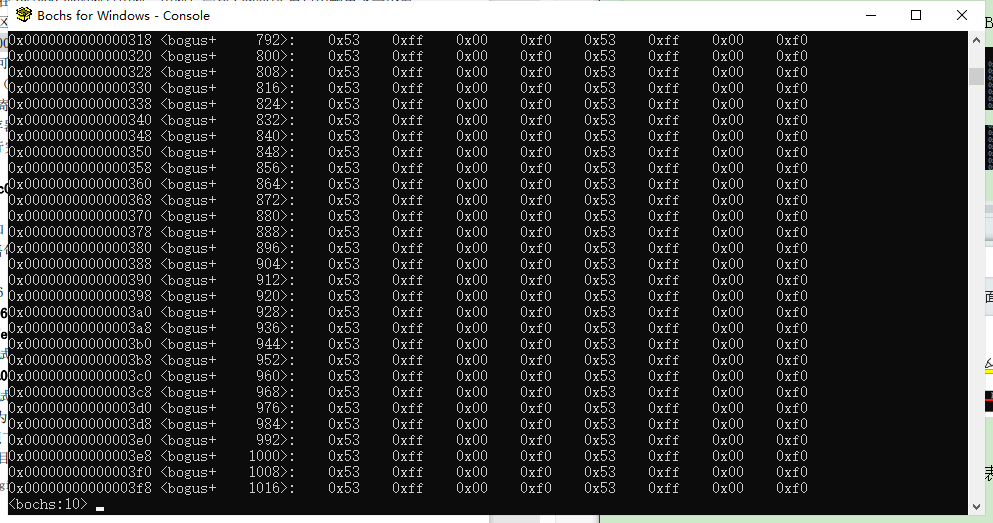 Bochs for Windows - Console
0x0000000000000318 <bogus+     792>:    0x53    0xff    0x00    0xf0    0x53    0xff    0x00    0xf0
0x0000000000000320 <bogus+     800>:    0x53    0xff    0x00    0xf0    0x53    0xff    0x00    0xf0
0x0000000000000328 <bogus+     808>:    0x53    0xff    0x00    0xf0    0x53    0xff    0x00    0xf0
0x0000000000000330 <bogus+     816>:    0x53    0xff    0x00    0xf0    0x53    0xff    0x00    0xf0
0x0000000000000338 <bogus+     824>:    0x53    0xff    0x00    0xf0    0x53    0xff    0x00    0xf0
0x0000000000000340 <bogus+     832>:    0x53    0xff    0x00    0xf0    0x53    0xff    0x00    0xf0
0x0000000000000348 <bogus+     840>:    0x53    0xff    0x00    0xf0    0x53    0xff    0x00    0xf0
0x0000000000000350 <bogus+     848>:    0x53    0xff    0x00    0xf0    0x53    0xff    0x00    0xf0
0x0000000000000358 <bogus+     856>:    0x53    0xff    0x00    0xf0    0x53    0xff    0x00    0xf0
0x0000000000000360 <bogus+     864>:    0x53    0xff    0x00    0xf0    0x53    0xff    0x00    0xf0
0x0000000000000368 <bogus+     872>:    0x53    0xff    0x00    0xf0    0x53    0xff    0x00    0xf0
0x0000000000000370 <bogus+     880>:    0x53    0xff    0x00    0xf0    0x53    0xff    0x00    0xf0
0x0000000000000378 <bogus+     888>:    0x53    0xff    0x00    0xf0    0x53    0xff    0x00    0xf0
0x0000000000000380 <bogus+     896>:    0x53    0xff    0x00    0xf0    0x53    0xff    0x00    0xf0
0x0000000000000388 <bogus+     904>:    0x53    0xff    0x00    0xf0    0x53    0xff    0x00    0xf0
0x0000000000000390 <bogus+     912>:    0x53    0xff    0x00    0xf0    0x53    0xff    0x00    0xf0
0x0000000000000398 <bogus+     920>:    0x53    0xff    0x00    0xf0    0x53    0xff    0x00    0xf0
0x00000000000003a0 <bogus+     928>:    0x53    0xff    0x00    0xf0    0x53    0xff    0x00    0xf0
0x00000000000003a8 <bogus+     936>:    0x53    0xff    0x00    0xf0    0x53    0xff    0x00    0xf0
0x00000000000003b0 <bogus+     944>:    0x53    0xff    0x00    0xf0    0x53    0xff    0x00    0xf0
0x00000000000003b8 <bogus+     952>:    0x53    0xff    0x00    0xf0    0x53    0xff    0x00    0xf0
0x00000000000003c0 <bogus+     960>:    0x53    0xff    0x00    0xf0    0x53    0xff    0x00    0xf0
0x00000000000003c8 <bogus+     968>:    0x53    0xff    0x00    0xf0    0x53    0xff    0x00    0xf0
0x00000000000003d0 <bogus+     976>:    0x53    0xff    0x00    0xf0    0x53    0xff    0x00    0xf0
0x00000000000003d8 <bogus+     984>:    0x53    0xff    0x00    0xf0    0x53    0xff    0x00    0xf0
0x00000000000003e0 <bogus+     992>:    0x53    0xff    0x00    0xf0    0x53    0xff    0x00    0xf0
0x00000000000003e8 <bogus+    1000>:    0x53    0xff    0x00    0xf0    0x53    0xff    0x00    0xf0
0x00000000000003f0 <bogus+    1008>:    0x53    0xff    0x00    0xf0    0x53    0xff    0x00    0xf0
0x00000000000003f8 <bogus+    1016>:    0x53    0xff    0x00    0xf0    0x53    0xff    0x00    0xf0
<bochs:10>